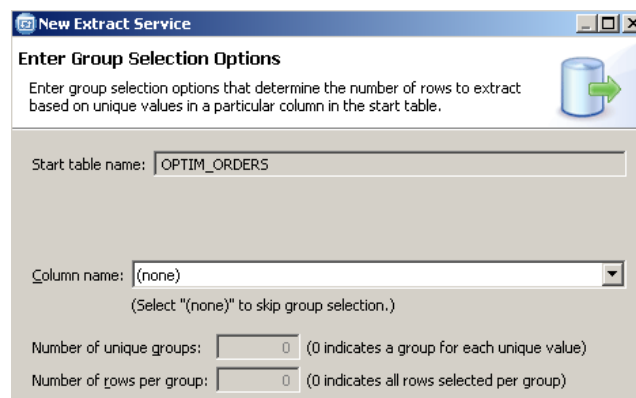 New Extract Service
Enter Group Selection Options
Enter group selection options that determine the number of rows to extract
based on unique values in a particular column in the start table.
Start table name: OPTIM_ORDERS
Column name: (none)
(Select "(none)" to skip group selection.)
Number of unique groups: 0 (0 indicates a group for each unique value)
Number of rows per group: 0 (0 indicates all rows selected per group)